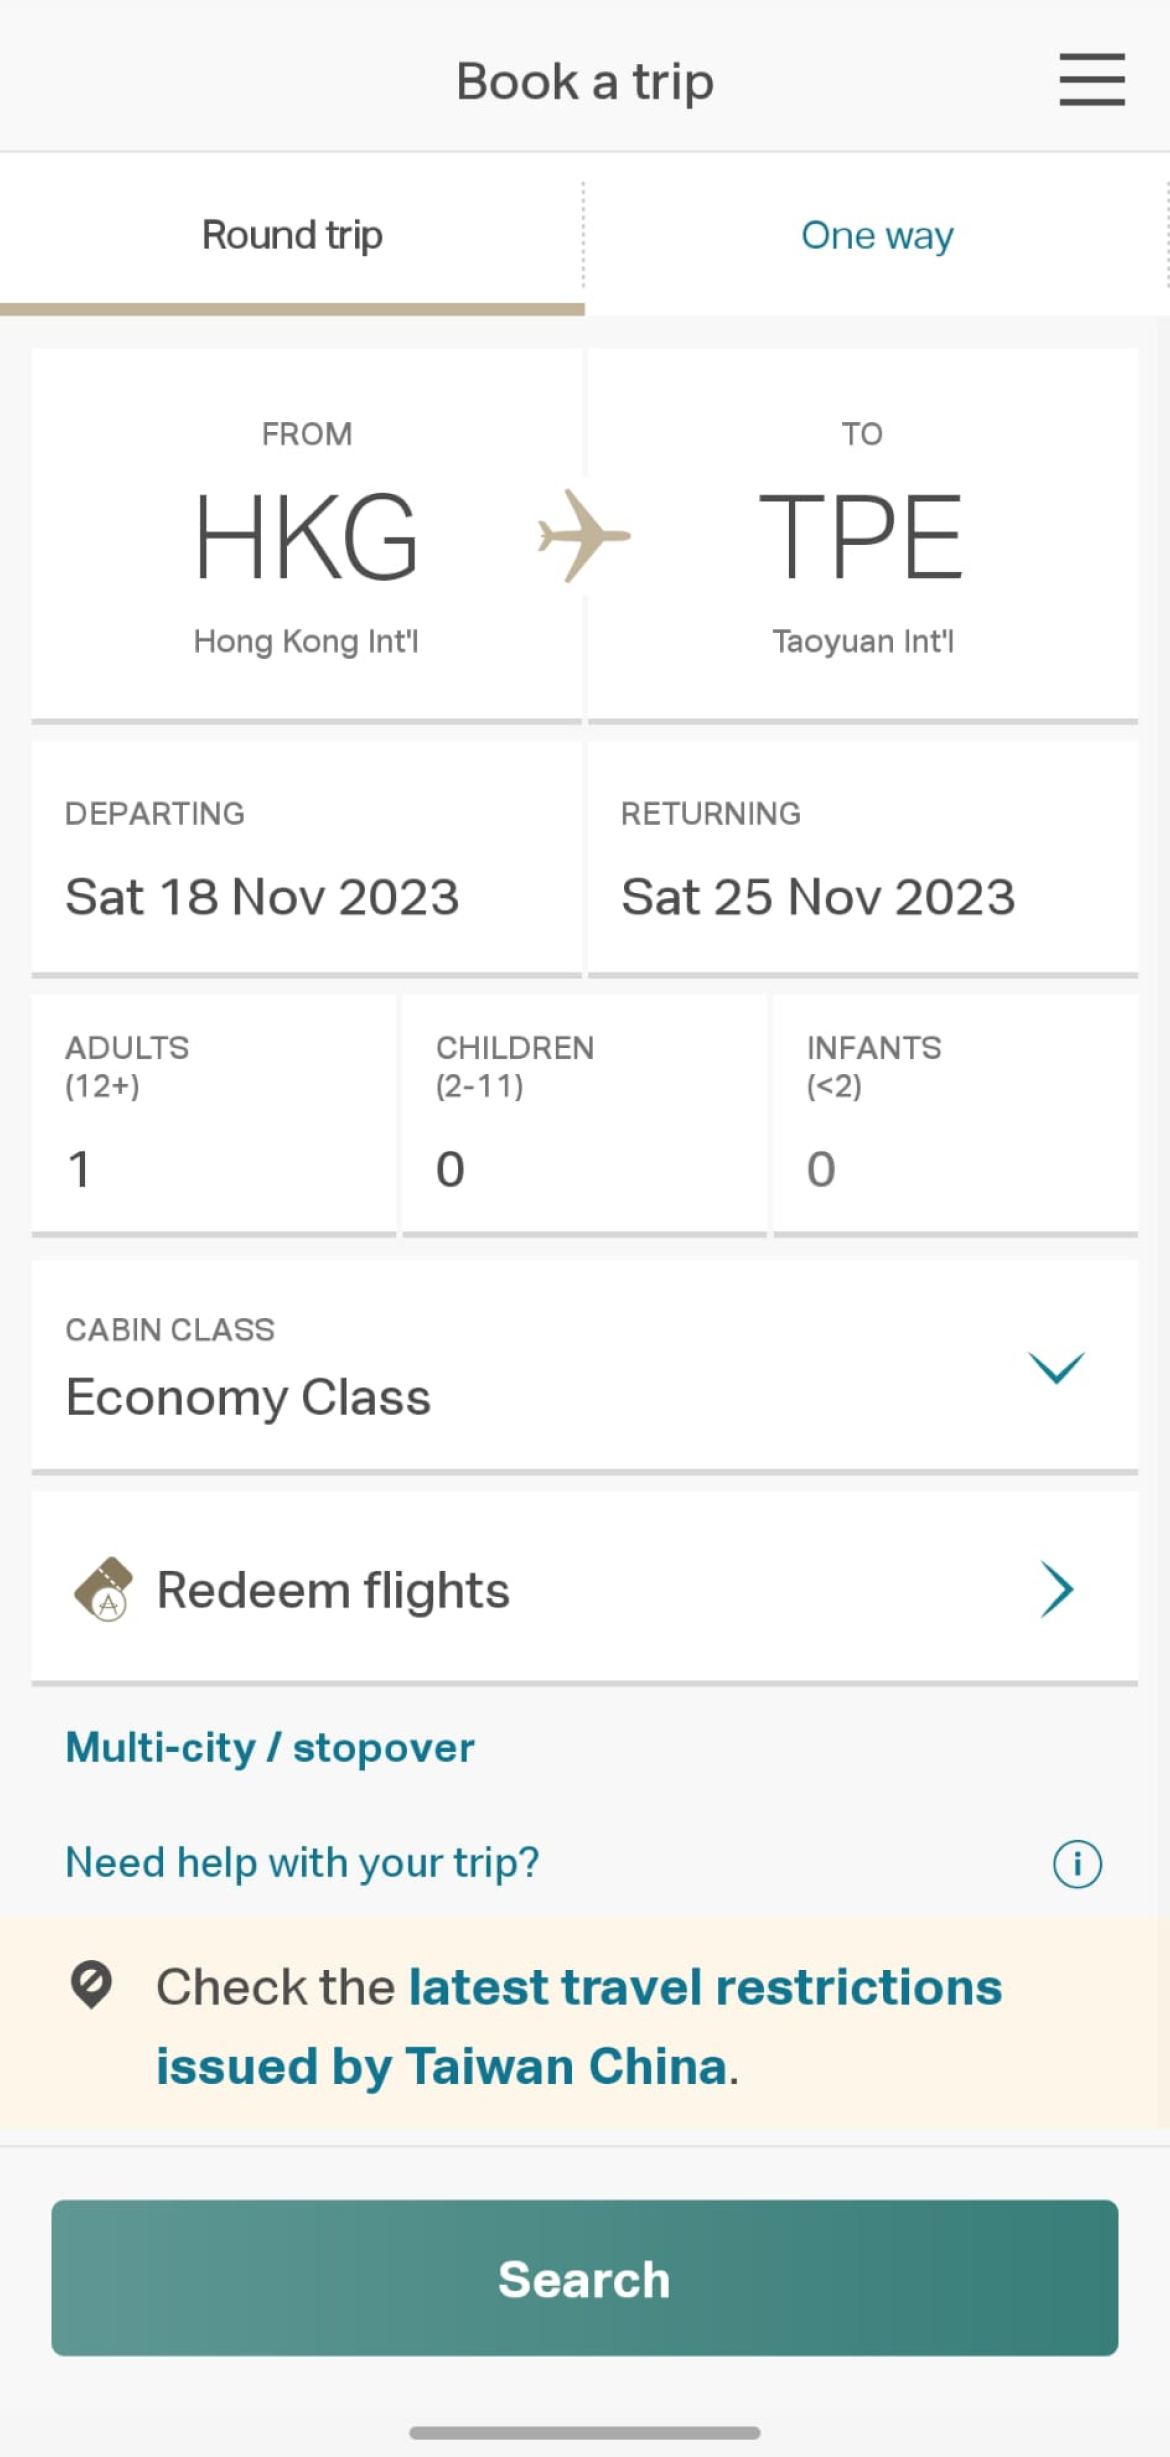 Book a trip
Round trip
One way
FROM
HKG
Hong Kong Int'l
TO
TPE
Taoyuan Int'l
DEPARTING
Sat 18 Nov 2023
RETURNING
Sat 25 Nov 2023
ADULTS
(12+)
1
CHILDREN
(2-11)
0
INFANTS
(<2)
0
CABIN CLASS
Economy Class
Redeem flights
Multi-city / stopover
Need help with your trip?
Check the latest travel restrictions
issued by Taiwan China.
Search